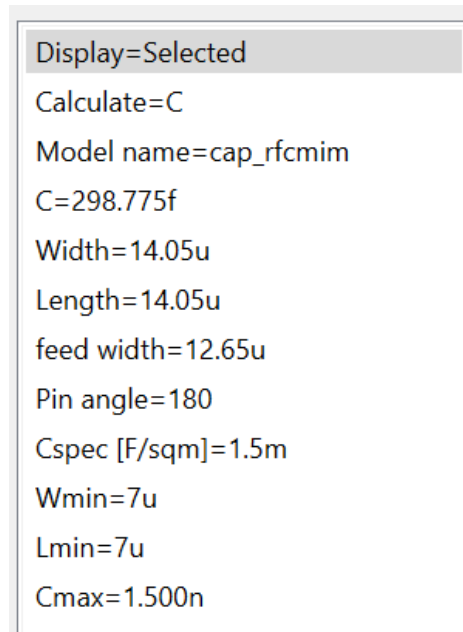 Display=Selected
Calculate=C
Model name=cap_rfcmim
C=298.775f
Width=14.05u
Length=14.05u
feed width=12.65u
Pin angle=180
Cspec [F/sqm]=1.5m
Wmin=7u
Lmin=7u
Cmax=1.500n